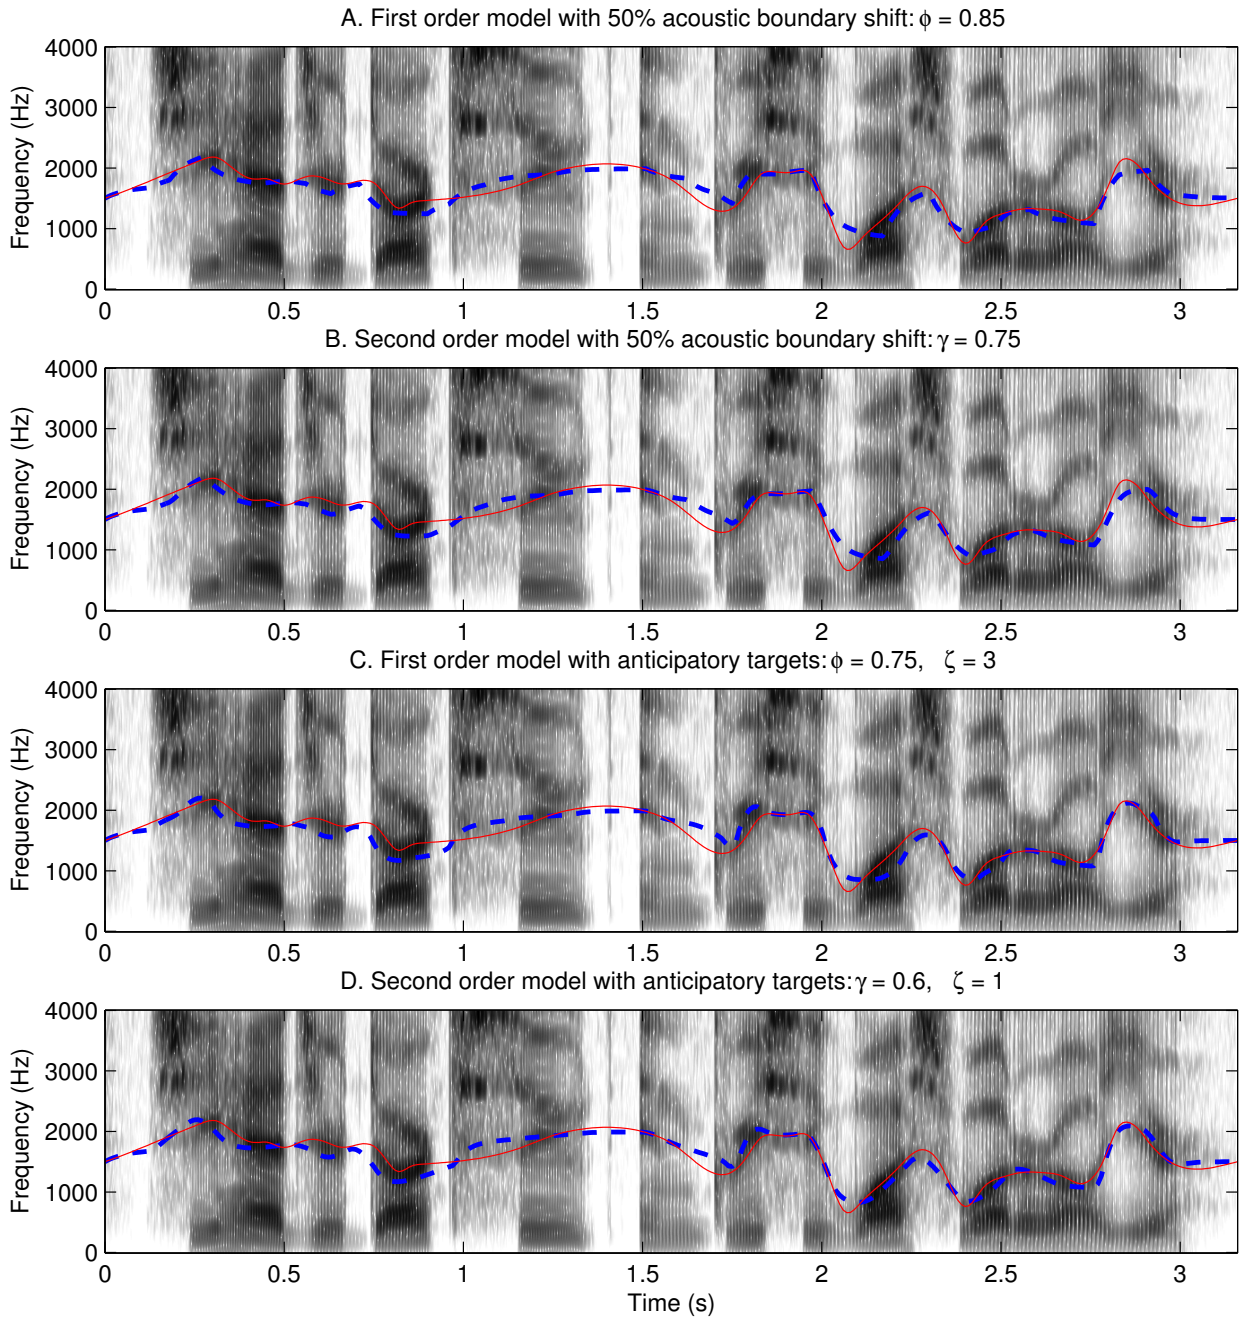 A. First order model with 50% acoustic boundary shift: ϕ = 0.85
Frequency (Hz)
4000
3000
2000
1000
0
0 0.5 1 1.5 2 2.5 3
B. Second order model with 50% acoustic boundary shift: γ = 0.75
Frequency (Hz)
4000
3000
2000
1000
0
0 0.5 1 1.5 2 2.5 3
C. First order model with anticipatory targets: ϕ = 0.75, ζ = 3
Frequency (Hz)
4000
3000
2000
1000
0
0 0.5 1 1.5 2 2.5 3
D. Second order model with anticipatory targets: γ = 0.6, ζ = 1
Frequency (Hz)
4000
3000
2000
1000
0
0 0.5 1 1.5 2 2.5 3
Time (s)